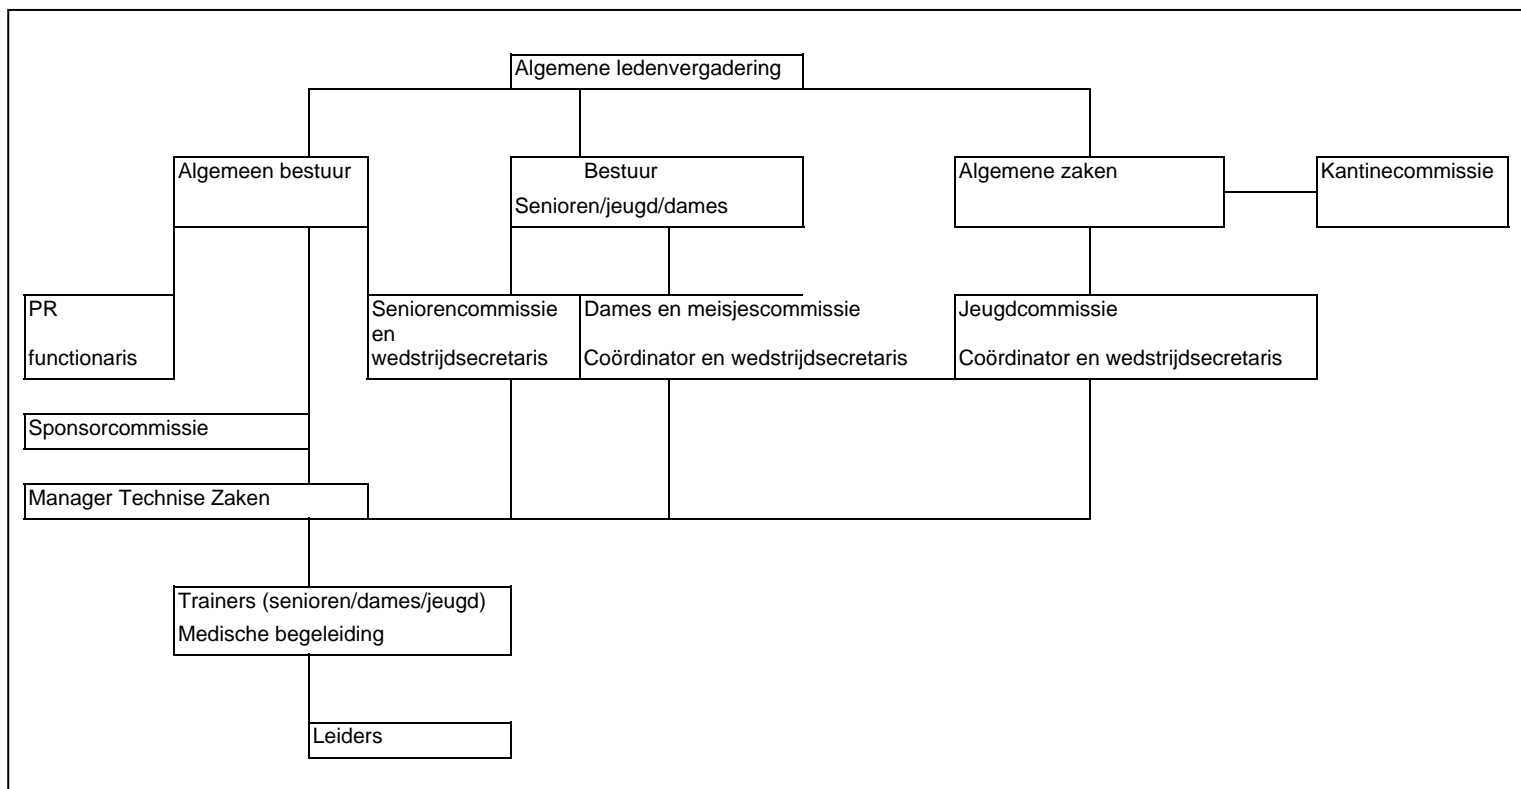 Algemene ledenvergadering
Algemeen bestuur
Bestuur
Senioren/jeugd/dames
Algemene zaken
Kantinecommissie
PR
functionaris
Seniorencommissie
en
wedstrijdsecretaris
Dames en meisjescommissie
Coördinator en wedstrijdsecretaris
Jeugdcommissie
Coördinator en wedstrijdsecretaris
Sponsorcommissie
Manager Technise Zaken
Trainers (senioren/dames/jeugd)
Medische begeleiding
Leiders